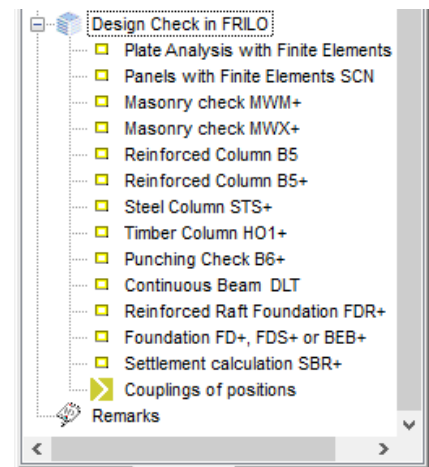 Design Check in FRILO
Plate Analysis with Finite Elements
Panels with Finite Elements SCN
Masonry check MWM+
Masonry check MWX+
Reinforced Column B5
Reinforced Column B5+
Steel Column STS+
Timber Column HO1+
Punching Check B6+
Continuous Beam DLT
Reinforced Raft Foundation FDR+
Foundation FD+, FDS+ or BEB+
Settlement calculation SBR+
Couplings of positions
Remarks